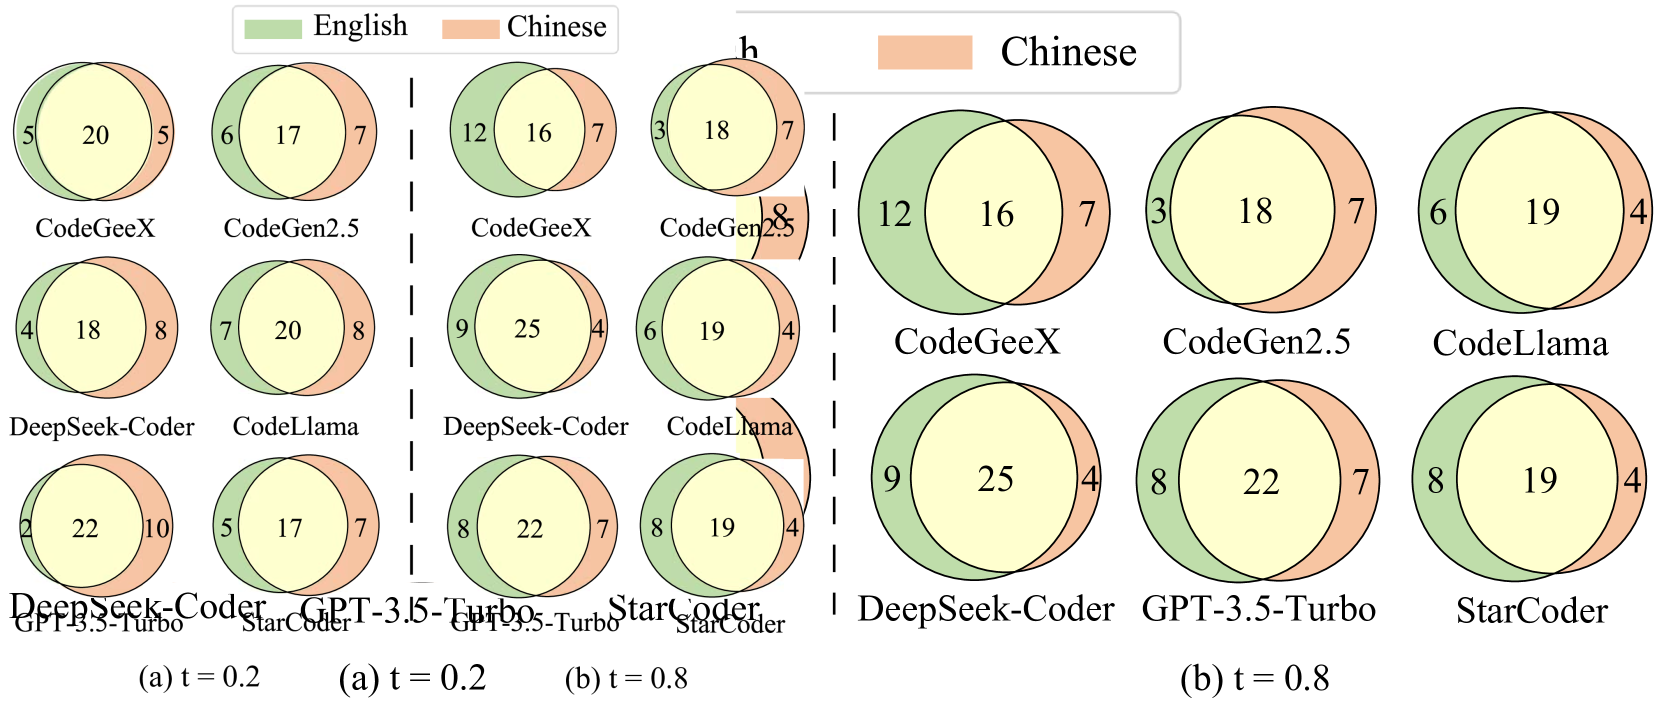 English Chinese
h Chinese
5 20 5 6 17 7 12 16 7 3 18 7
CodeGeeX CodeGen2.5 CodeGeeX CodeGen2.5
8
12 16 7 3 18 7 6 19 4
CodeGeeX CodeGen2.5 CodeLlama
4 18 8 7 20 8 9 25 4 6 19 4
DeepSeek-Coder CodeLlama DeepSeek-Coder CodeLlama
2 22 10 5 17 7 8 22 7 8 19 4
9 25 4 8 22 7 8 19 4
DeepSeek-Coder GPT-3.5-Turbo StarCoder
GPT-3.5-Turbo StarCoder GPT-3.5-Turbo StarCoder
DeepSeek-Coder GPT-3.5-Turbo StarCoder
(a) t = 0.2 (a) t = 0.2 (b) t = 0.8 (b) t = 0.8